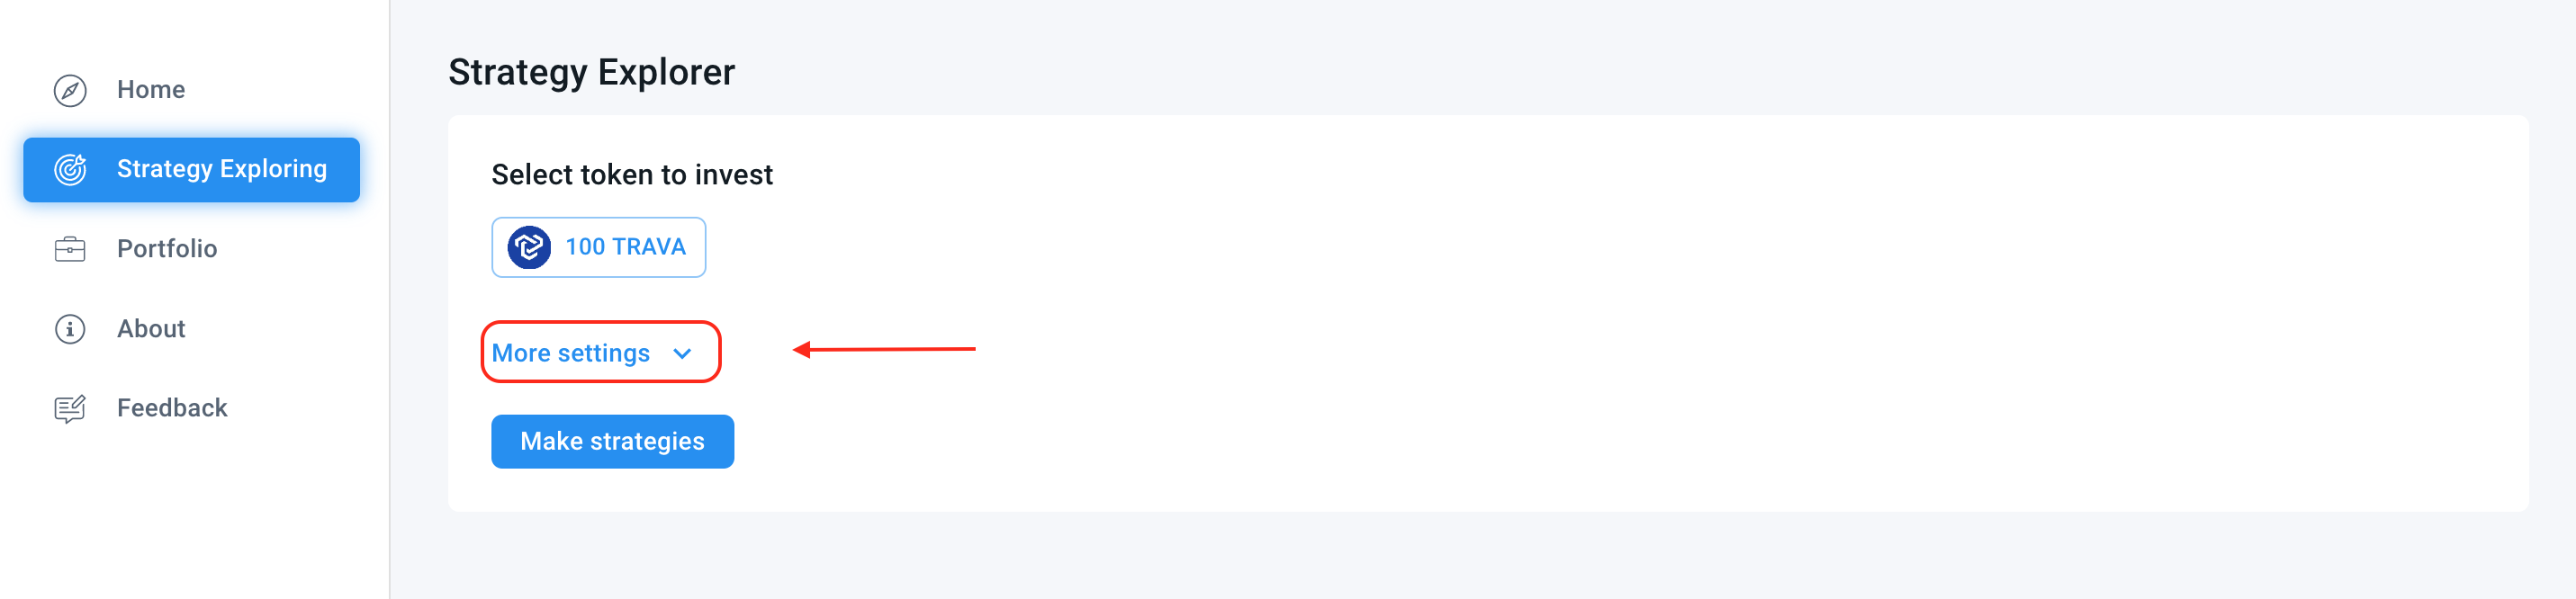 Home
Strategy Exploring
Portfolio
About
Feedback
Strategy Explorer
Select token to invest
100 TRAVA
More settings
Make strategies